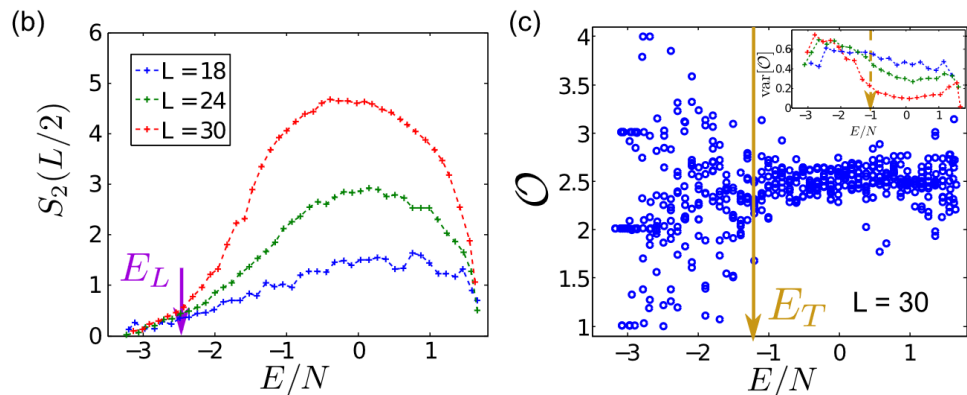 (b)
6
5
4
3
2
1
0
S₂(L/2)
L = 18
L = 24
L = 30
E_L
−3 −2 −1 0 1
E/N
(c)
4
3.5
3
2.5
2
1.5
1
𝒪
E_T
L = 30
−3 −2 −1 0 1
E/N
0.6
0.4
0.2
0
var[𝒪]
−3 −2 −1 0 1
E/N